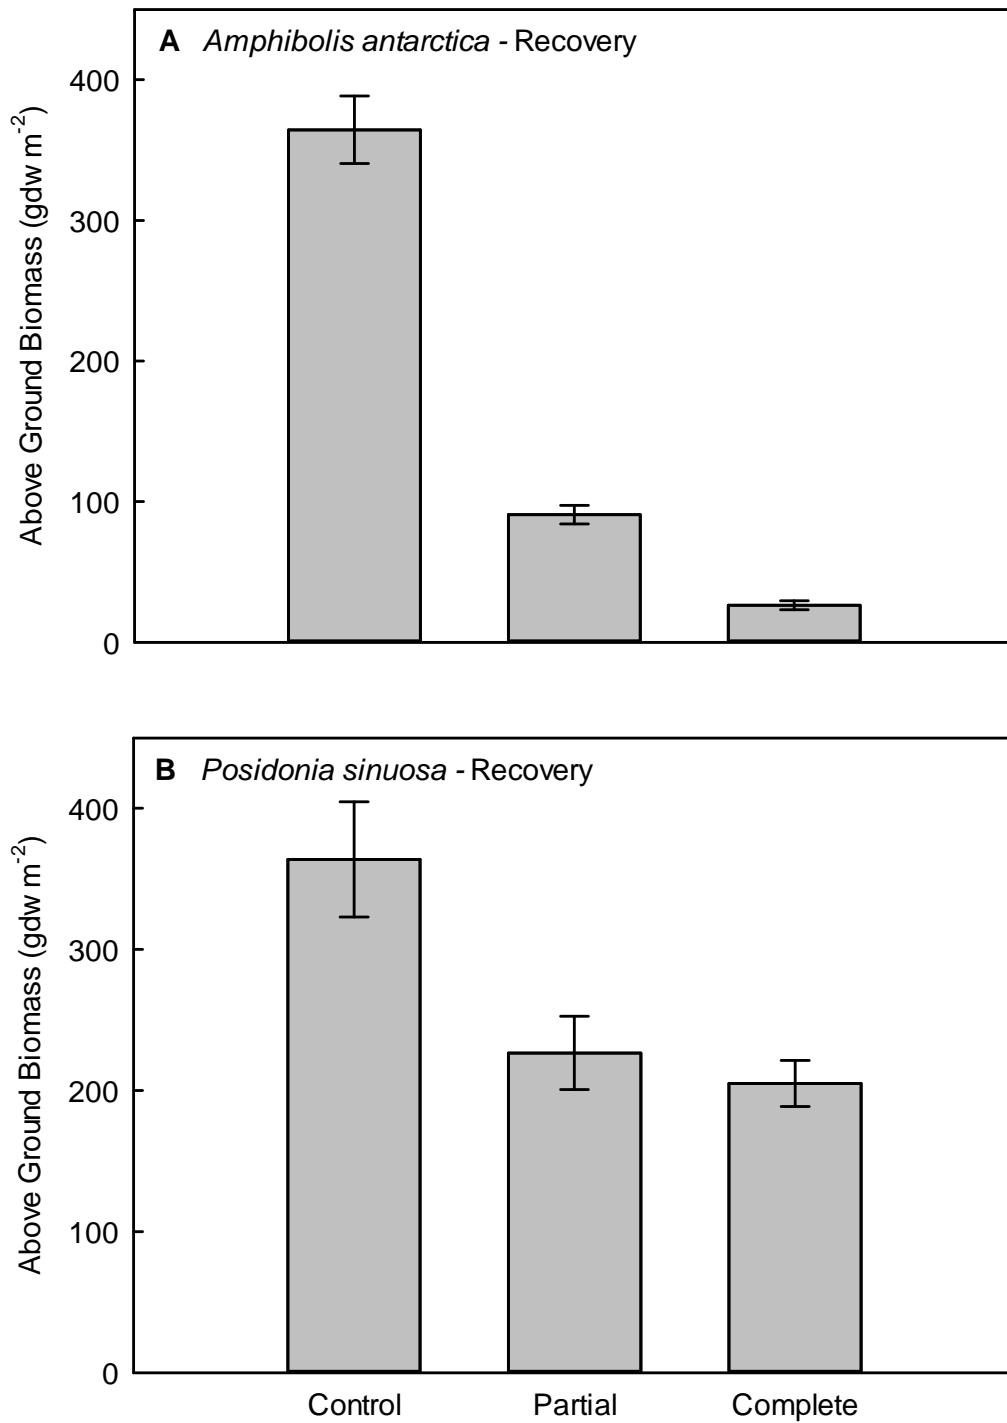 A Amphibolis antarctica - Recovery
400
300
200
100
0
Above Ground Biomass (gdw m-2)
B Posidonia sinuosa - Recovery
400
300
200
100
0
Above Ground Biomass (gdw m-2)
Control Partial Complete